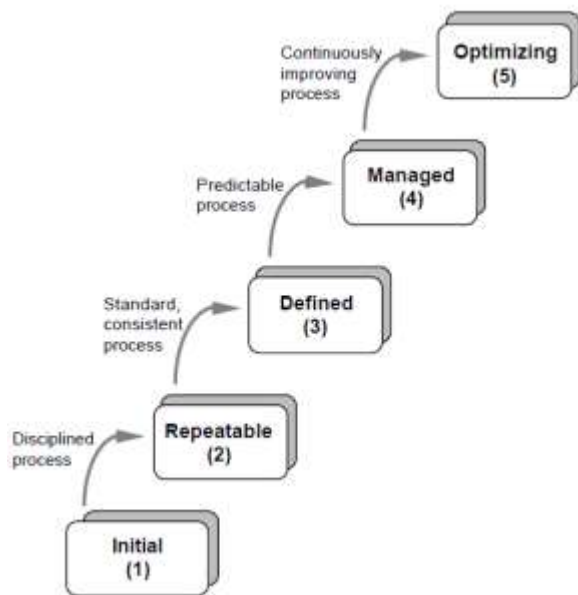 Continuously
improving
process
Optimizing
(5)
Predictable
process
Managed
(4)
Standard,
consistent
process
Defined
(3)
Disciplined
process
Repeatable
(2)
Initial
(1)